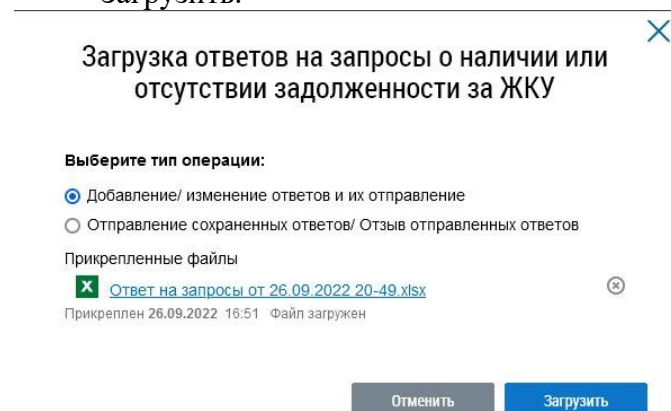 Загрузить.
Загрузка ответов на запросы о наличии или
отсутствии задолженности за ЖКУ
Выберите тип операции:
Добавление/ изменение ответов и их отправление
Отправление сохраненных ответов/ Отзыв отправленных ответов
Прикрепленные файлы
Ответ на запросы от 26.09.2022 20-49.xlsx
Прикреплен 26.09.2022 16:51 Файл загружен
Отменить Загрузить